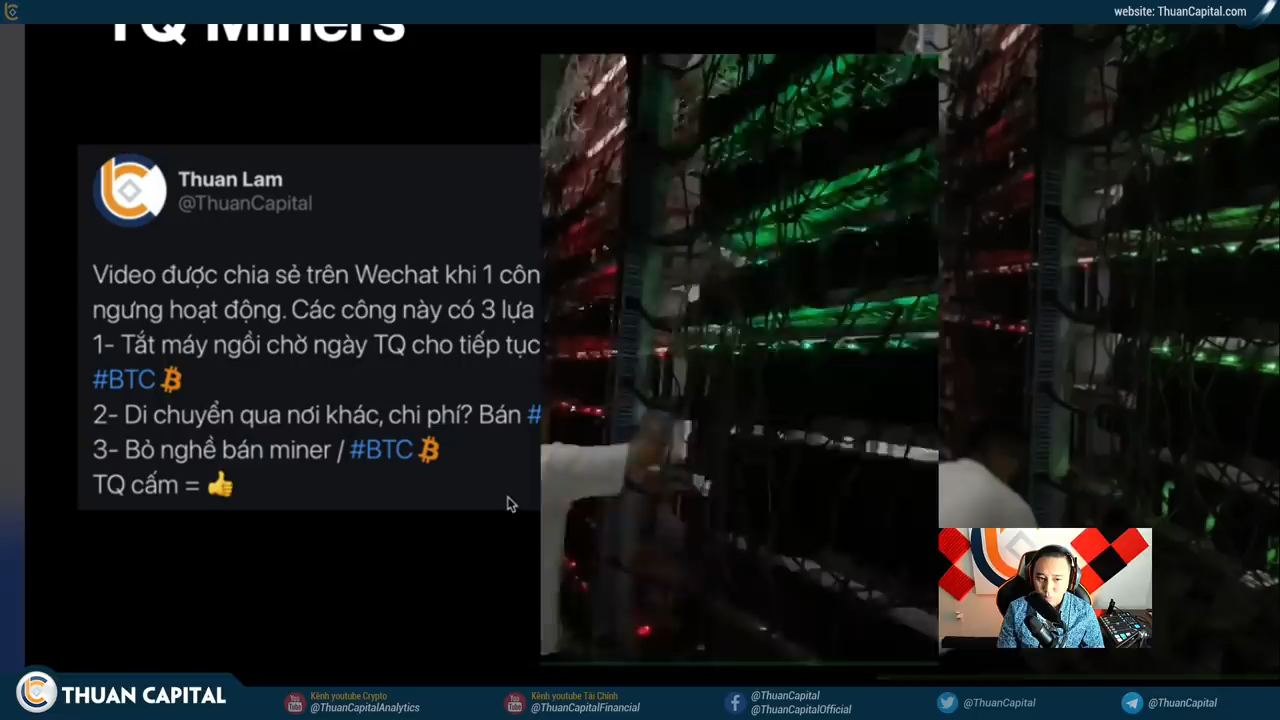 website: ThuanCapital.com
TQ Miners
Thuan Lam
@ThuanCapital
Video được chia sẻ trên Wechat khi 1 côn
ngưng hoạt động. Các công này có 3 lựa
1- Tắt máy ngồi chờ ngày TQ cho tiếp tục
#BTC
2- Di chuyển qua nơi khác, chi phí? Bán #
3- Bỏ nghề bán miner / #BTC
TQ cấm = 👍
THUAN CAPITAL
Kênh youtube Crypto
@ThuanCapitalAnalytics
Kênh youtube Tài Chính
@ThuanCapitalFinancial
@ThuanCapital
@ThuanCapitalOfficial
@ThuanCapital
@ThuanCapital